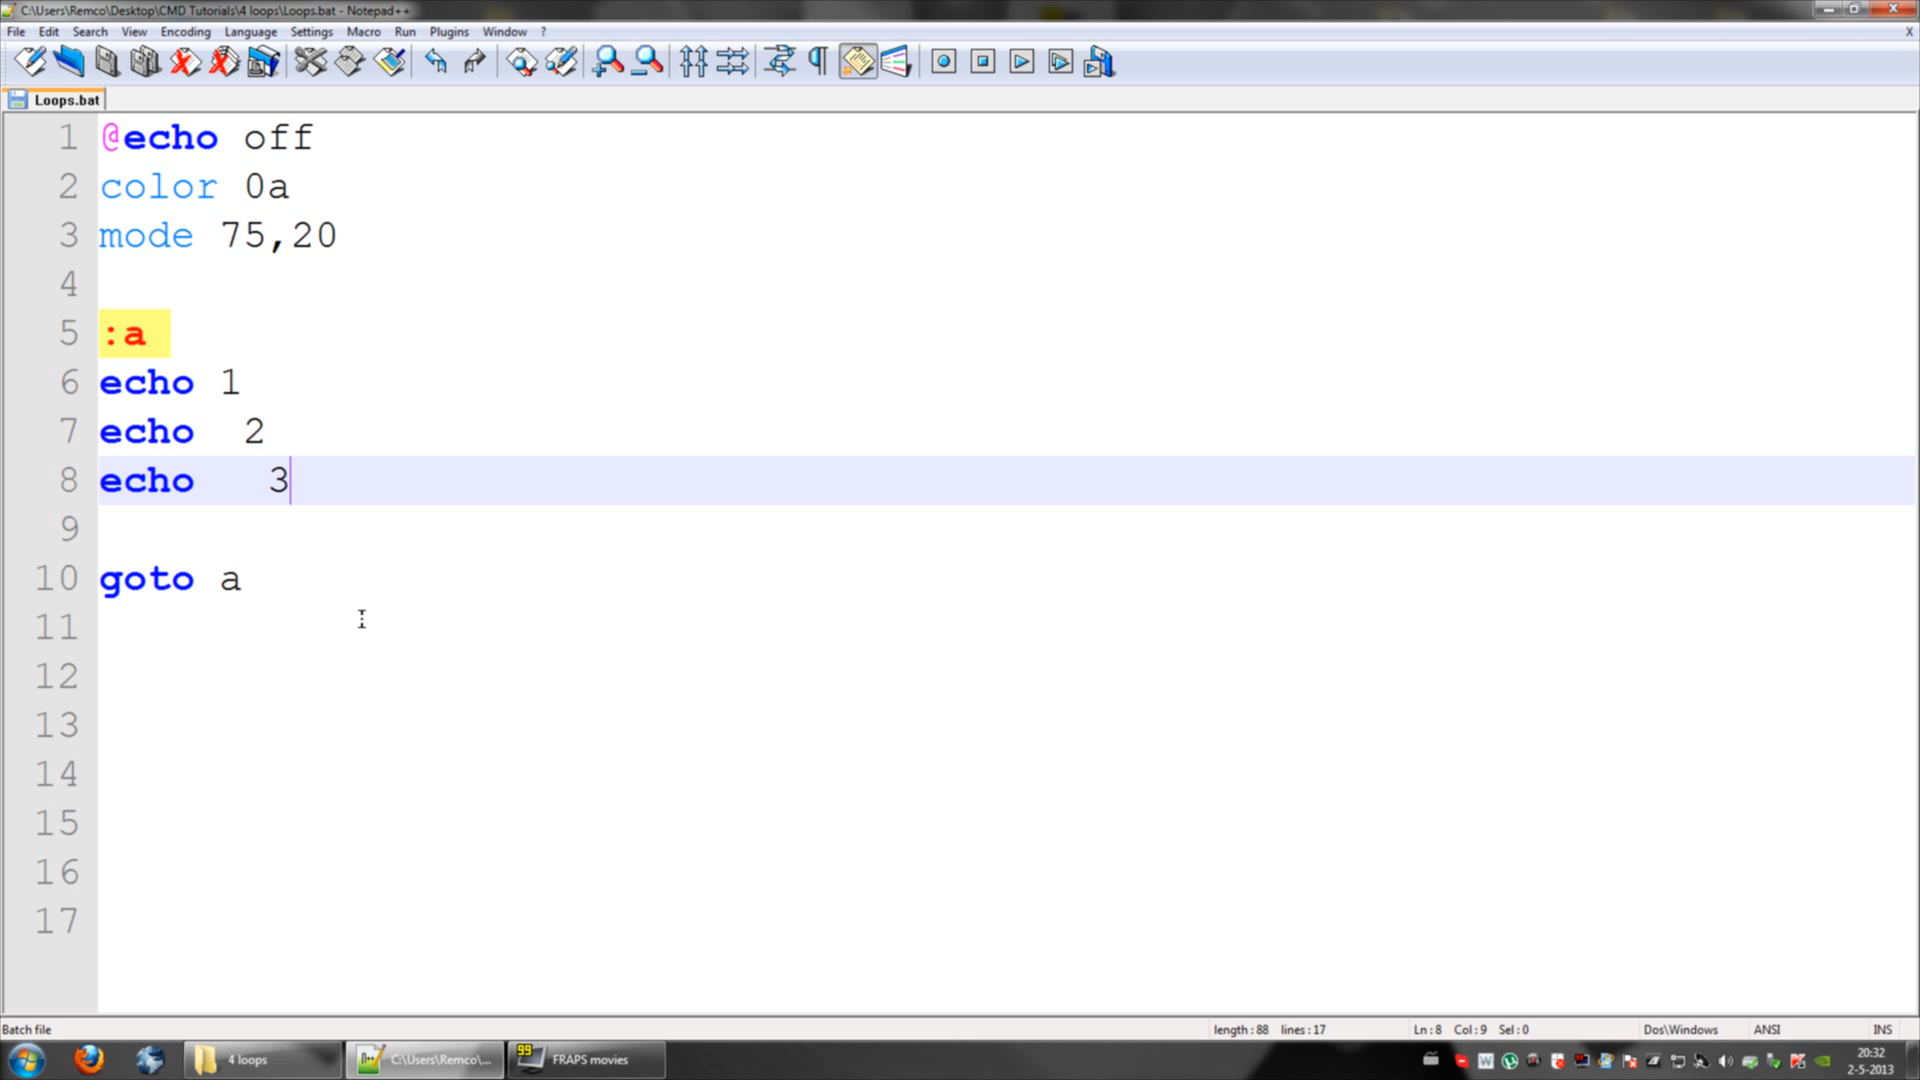 C:\Users\Remco\Desktop\CMD Tutorials\4 loops\Loops.bat - Notepad++
File Edit Search View Encoding Language Settings Macro Run Plugins Window ? X
Loops.bat
1 @echo off
2 color 0a
3 mode 75,20
4
5 :a
6 echo 1
7 echo  2
8 echo   3
9
10 goto a
11
12
13
14
15
16
17
Batch file length : 88 lines : 17 Ln : 8 Col : 9 Sel : 0 Dos\Windows ANSI INS
4 loops C:\Users\Remco\... 99 FRAPS movies 20:32
2-5-2013